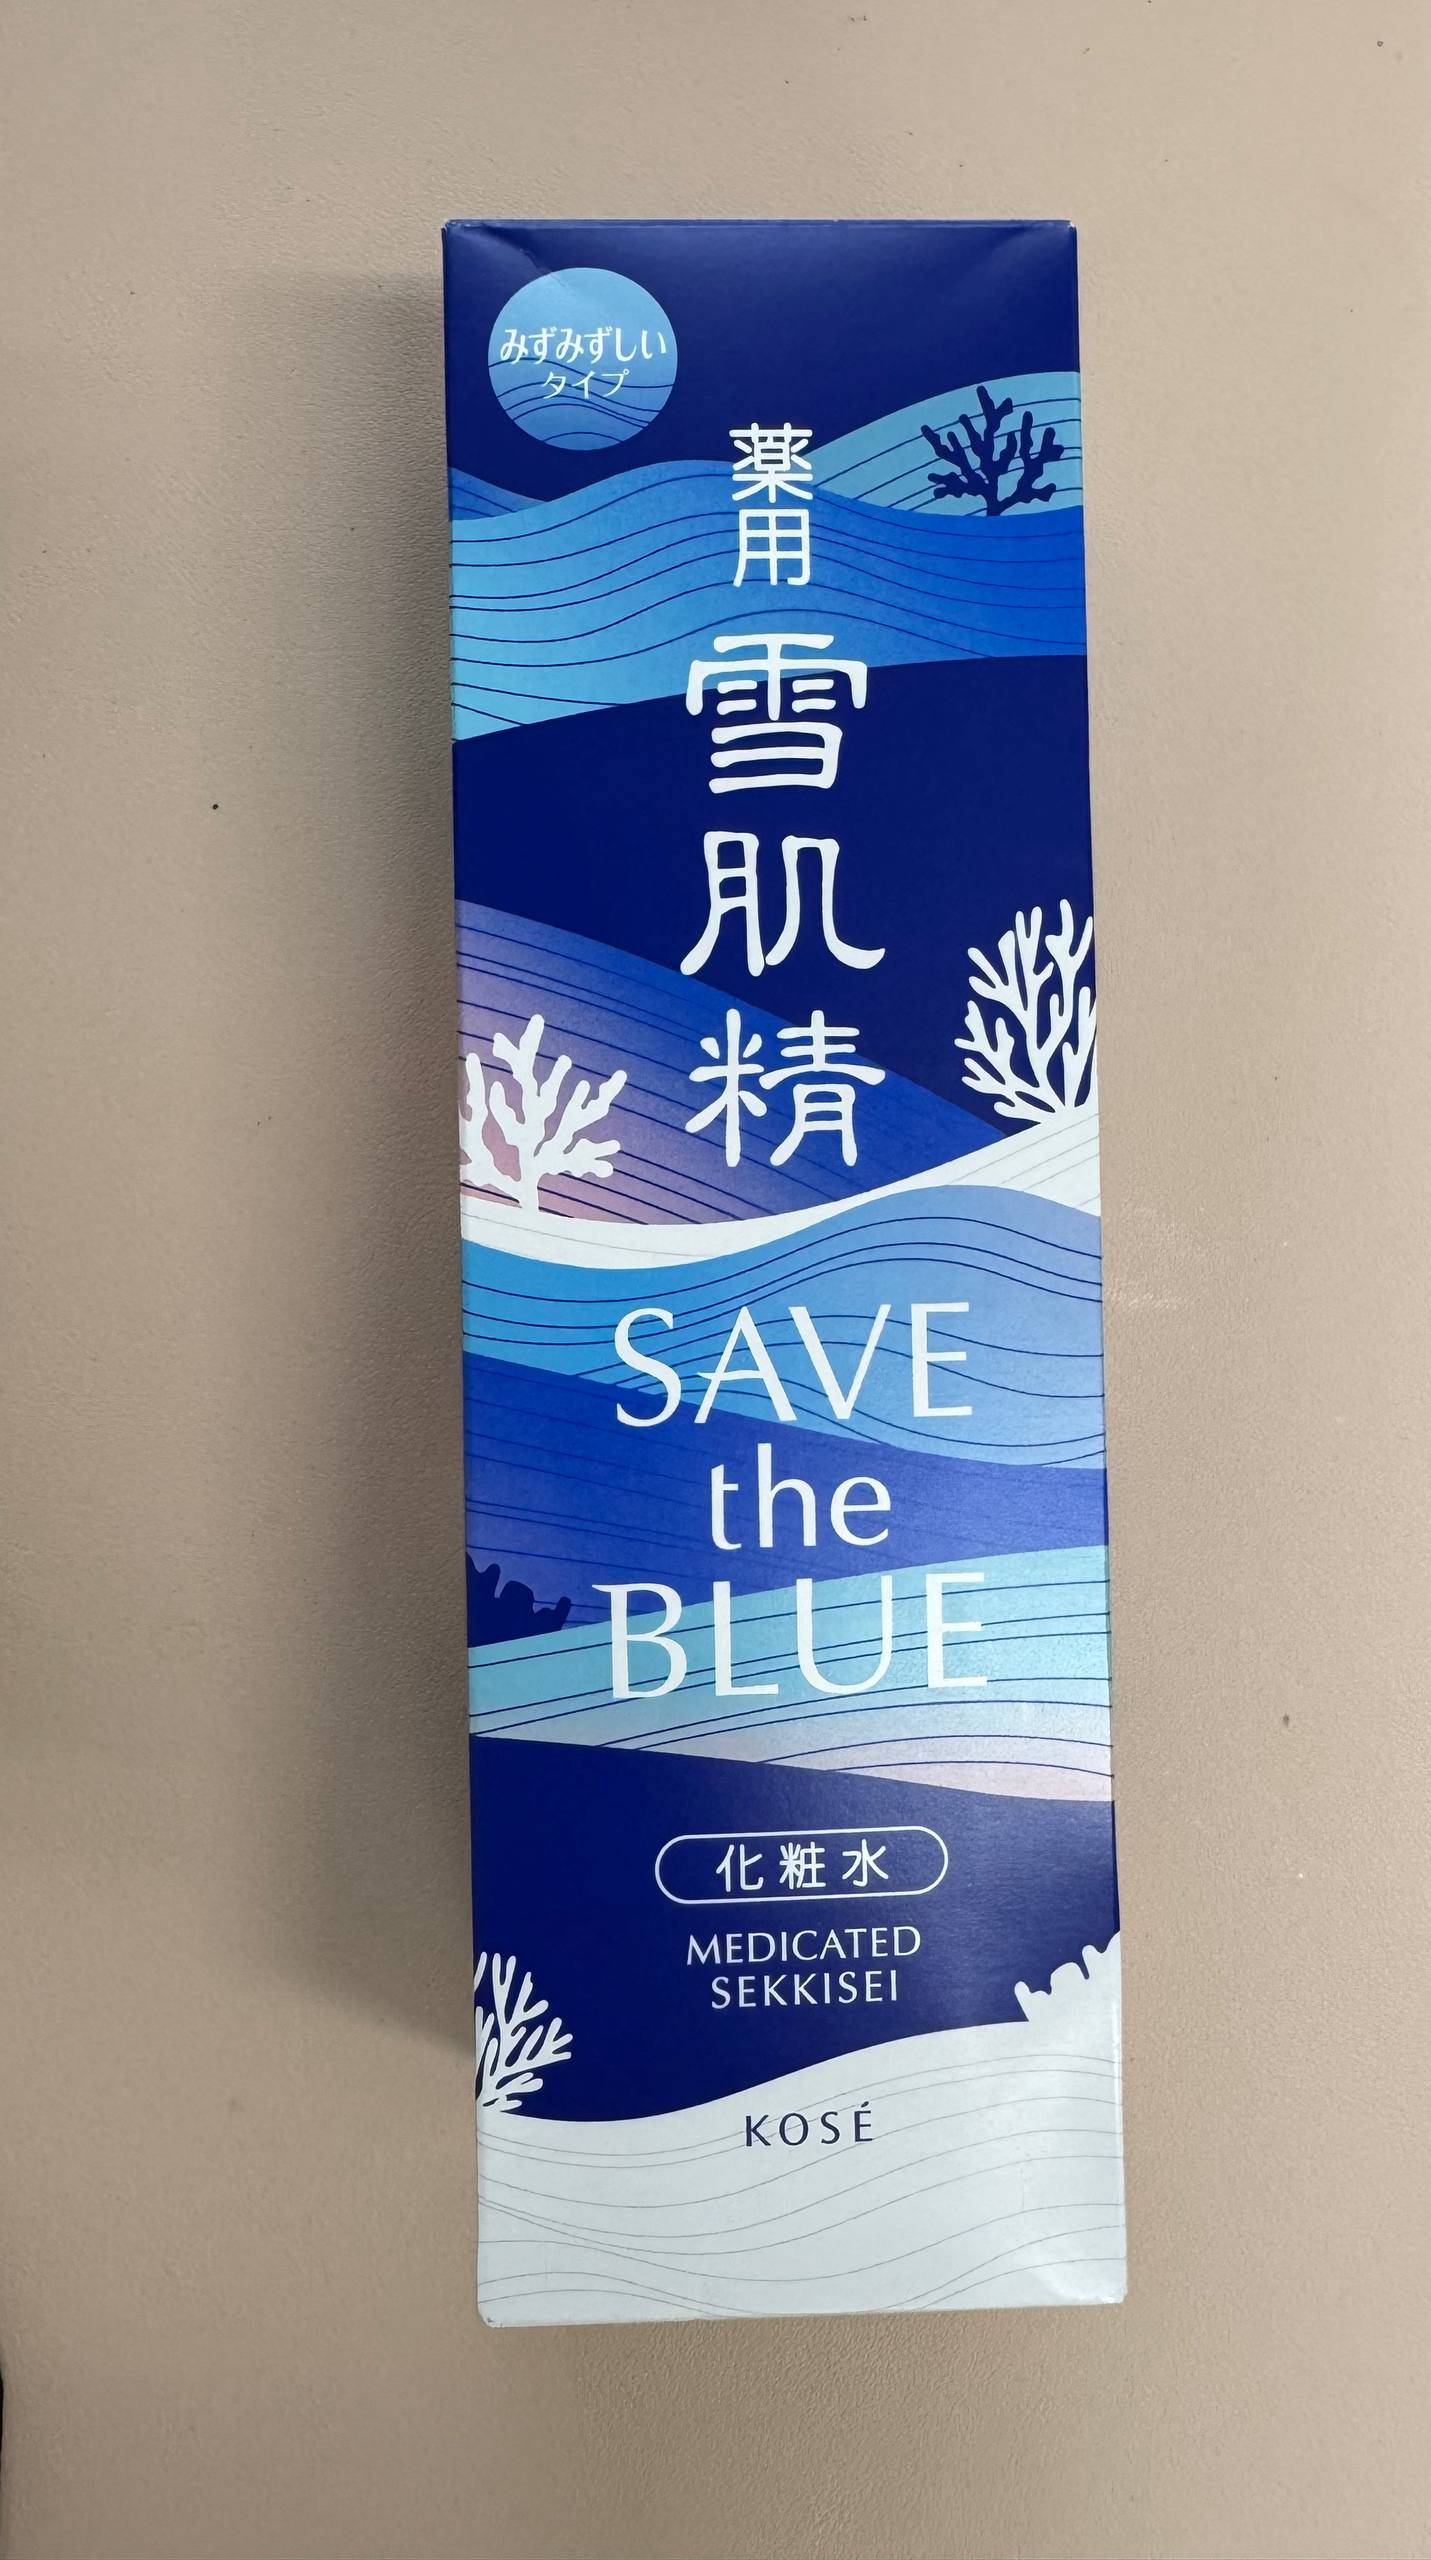 みずみずしい
タイプ
薬用
雪肌精
SAVE
the
BLUE
化粧水
MEDICATED
SEKKISEI
KOSÉ